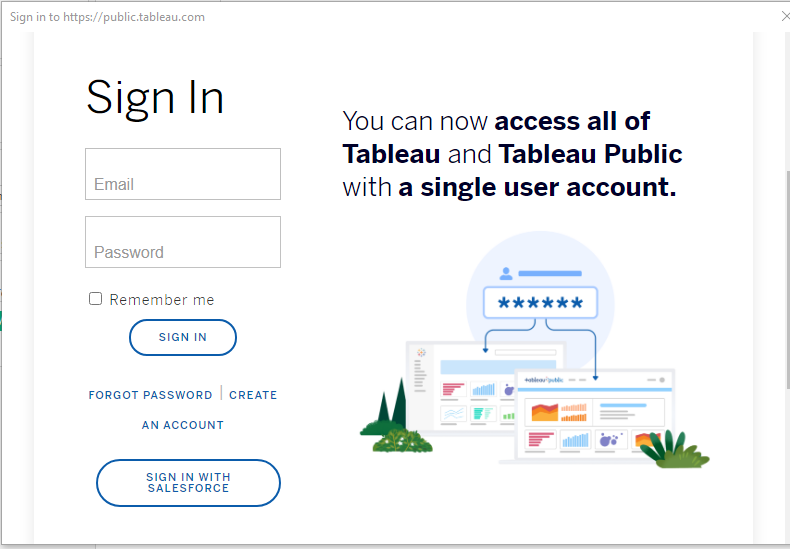 Sign in to https://public.tableau.com
Sign In
Email
Password
Remember me
SIGN IN
FORGOT PASSWORD | CREATE
AN ACCOUNT
SIGN IN WITH
SALESFORCE
You can now access all of
Tableau and Tableau Public
with a single user account.
******
+tableau+public